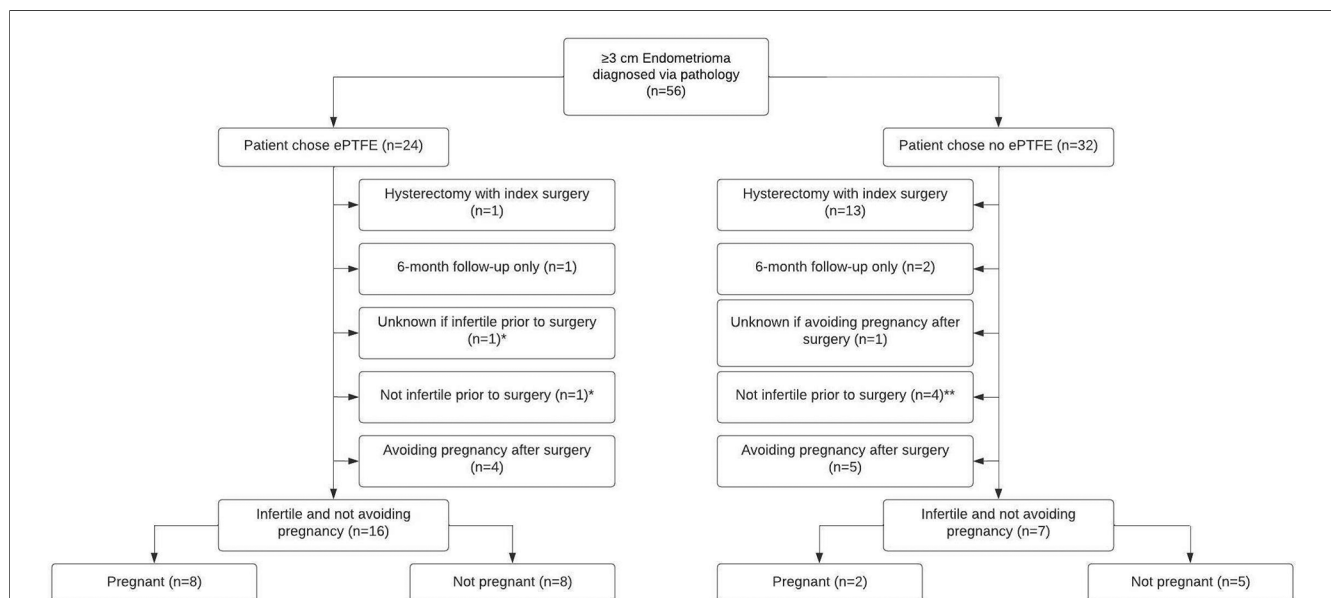 ≥3 cm Endometrioma
diagnosed via pathology
(n=56)
Patient chose ePTFE (n=24)
Patient chose no ePTFE (n=32)
Hysterectomy with index surgery
(n=1)
Hysterectomy with index surgery
(n=13)
6-month follow-up only (n=1)
6-month follow-up only (n=2)
Unknown if infertile prior to surgery
(n=1)*
Unknown if avoiding pregnancy after
surgery (n=1)
Not infertile prior to surgery (n=1)*
Not infertile prior to surgery (n=4)**
Avoiding pregnancy after surgery
(n=4)
Avoiding pregnancy after surgery
(n=5)
Infertile and not avoiding
pregnancy (n=16)
Infertile and not avoiding
pregnancy (n=7)
Pregnant (n=8)
Not pregnant (n=8)
Pregnant (n=2)
Not pregnant (n=5)